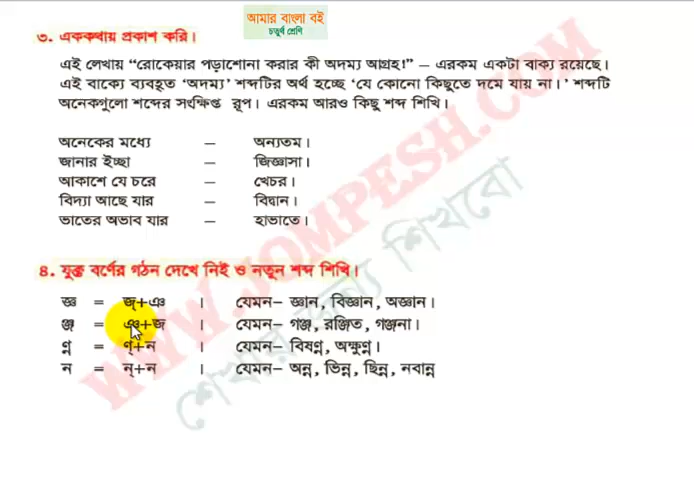 আমার বাংলা বই
চতুর্থ শ্রেণি
৩. এককথায় প্রকাশ করি।
এই লেখায় “রোকেয়ার পড়াশোনা করার কী অদম্য আগ্রহ!” – এরকম একটা বাক্য রয়েছে।
এই বাক্যে ব্যবহৃত ‘অদম্য’ শব্দটির অর্থ হচ্ছে ‘যে কোনো কিছুতে দমে যায় না।’ শব্দটি
অনেকগুলো শব্দের সংক্ষিপ্ত রূপ। এরকম আরও কিছু শব্দ শিখি।
অনেকের মধ্যে – অন্যতম।
জানার ইচ্ছা – জিজ্ঞাসা।
আকাশে যে চরে – খেচর।
বিদ্যা আছে যার – বিদ্বান।
ভাতের অভাব যার – হাভাতে।
৪. যুক্ত বর্ণের গঠন দেখে নিই ও নতুন শব্দ শিখি।
জ্ঞ = জ্+ঞ । যেমন– জ্ঞান, বিজ্ঞান, অজ্ঞান।
ঞ্জ = ঞ+জ । যেমন– গঞ্জ, রঞ্জিত, গঞ্জনা।
ণ্ন = ণ্+ন । যেমন– বিষণ্ন, অক্ষুণ্ন।
ন = ন্+ন । যেমন– অন্ন, ভিন্ন, ছিন্ন, নবান্ন
WWW.JOMPESH.COM
শেখার জন্য শিখবো